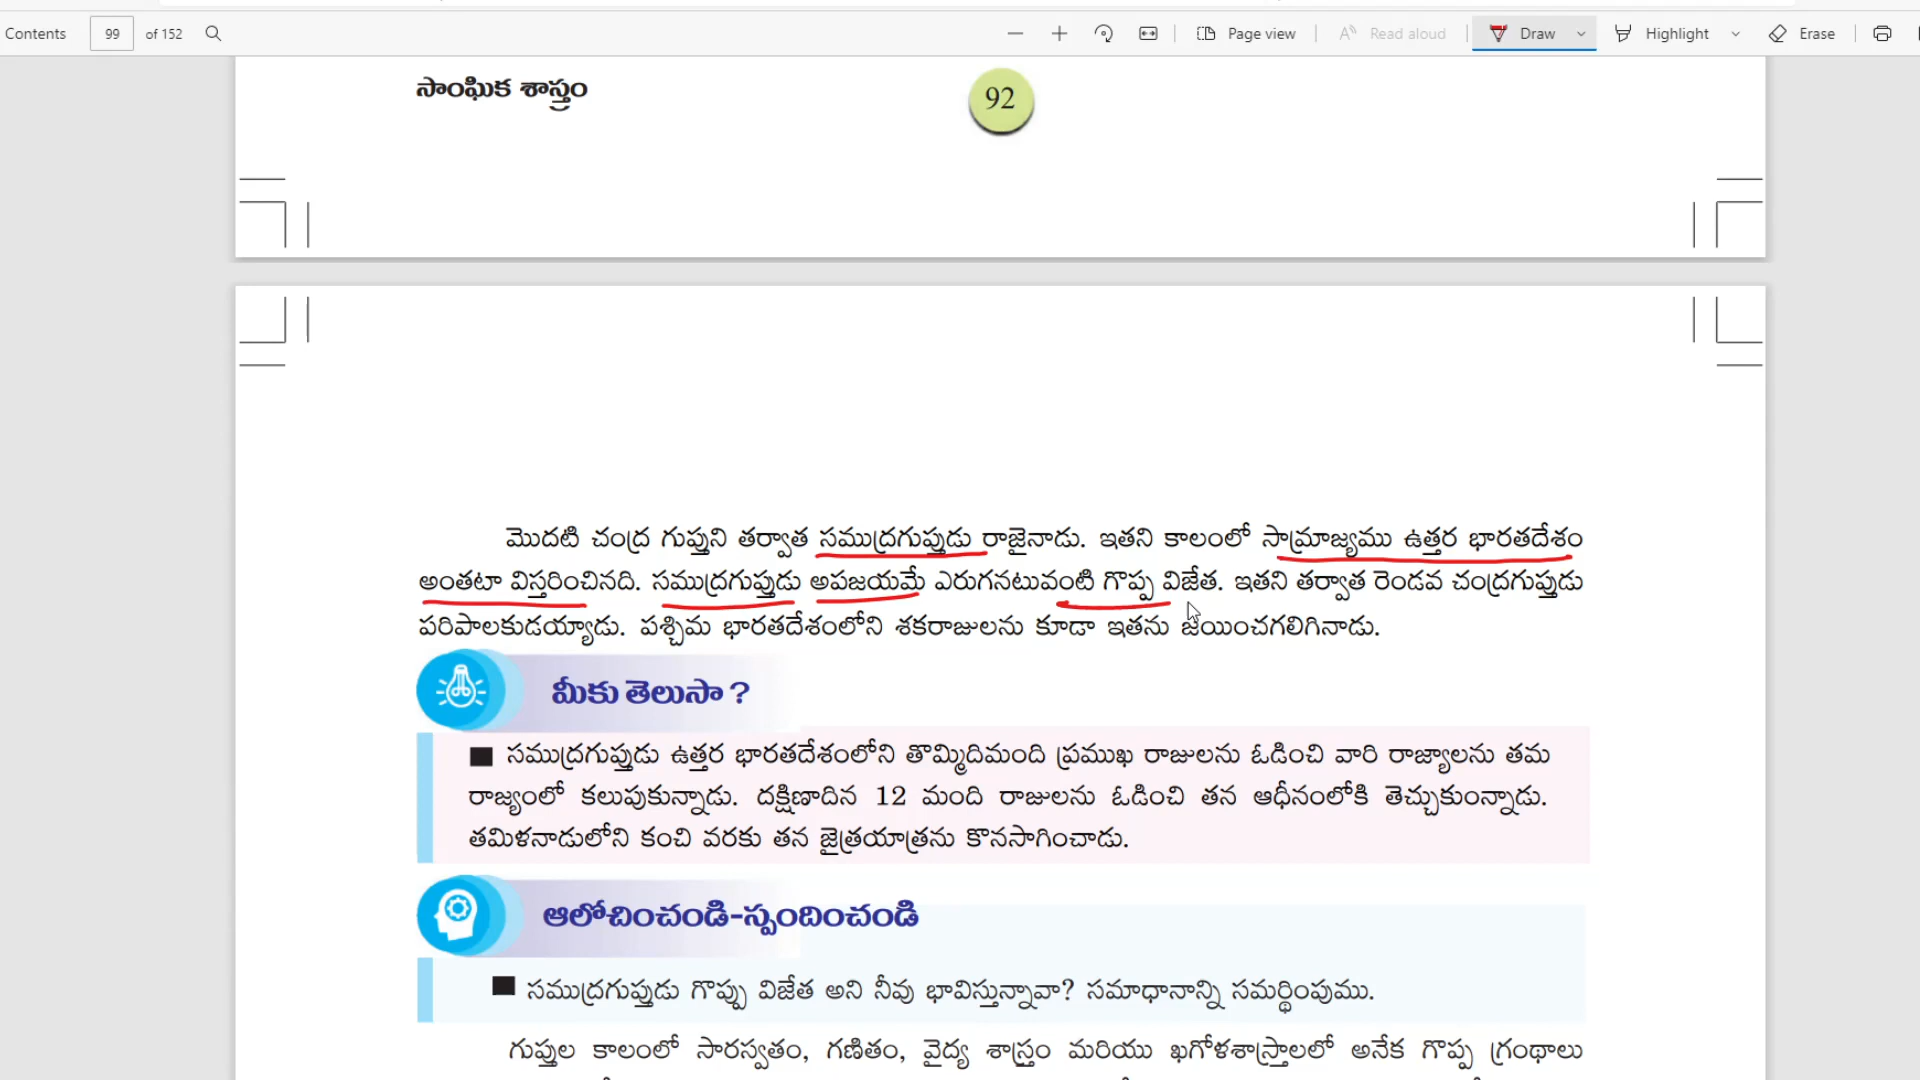 Contents 99 of 152 Page view Read aloud Draw Highlight Erase
సాంఘిక శాస్త్రం 92
మొదటి చంద్ర గుప్తుని తర్వాత సముద్రగుప్తుడు రాజైనాడు. ఇతని కాలంలో సామ్రాజ్యము ఉత్తర భారతదేశం
అంతటా విస్తరించినది. సముద్రగుప్తుడు అపజయమే ఎరుగనటువంటి గొప్ప విజేత. ఇతని తర్వాత రెండవ చంద్రగుప్తుడు
పరిపాలకుడయ్యాడు. పశ్చిమ భారతదేశంలోని శకరాజులను కూడా ఇతను జయించగలిగినాడు.
మీకు తెలుసా ?
■ సముద్రగుప్తుడు ఉత్తర భారతదేశంలోని తొమ్మిదిమంది ప్రముఖ రాజులను ఓడించి వారి రాజ్యాలను తమ
రాజ్యంలో కలుపుకున్నాడు. దక్షిణాదిన 12 మంది రాజులను ఓడించి తన ఆధీనంలోకి తెచ్చుకుంన్నాడు.
తమిళనాడులోని కంచి వరకు తన జైత్రయాత్రను కొనసాగించాడు.
ఆలోచించండి-స్పందించండి
■ సముద్రగుప్తుడు గొప్ప విజేత అని నీవు భావిస్తున్నావా? సమాధానాన్ని సమర్థింపుము.
గుప్తుల కాలంలో సారస్వతం, గణితం, వైద్య శాస్త్రం మరియు ఖగోళశాస్త్రాలలో అనేక గొప్ప గ్రంథాలు